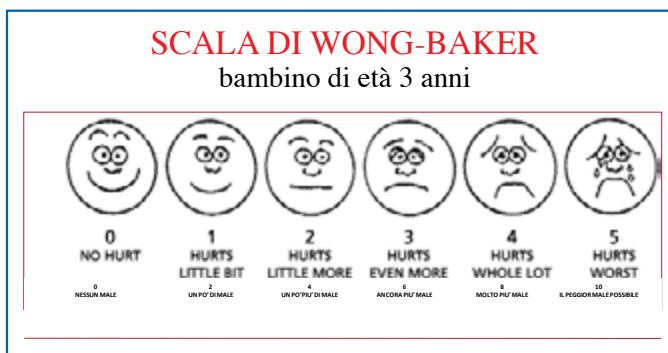 SCALA DI WONG-BAKER
bambino di età 3 anni
0 1 2 3 4 5
NO HURT HURTS HURTS HURTS HURTS HURTS
LITTLE BIT LITTLE MORE EVEN MORE WHOLE LOT WORST
0 2 4 6 8 10
NESSUN MALE UN PO' DI MALE UN PO' PIU' DI MALE ANCORA PIU' MALE MOLTO PIU' MALE IL PEGGIOR MALE POSSIBILE